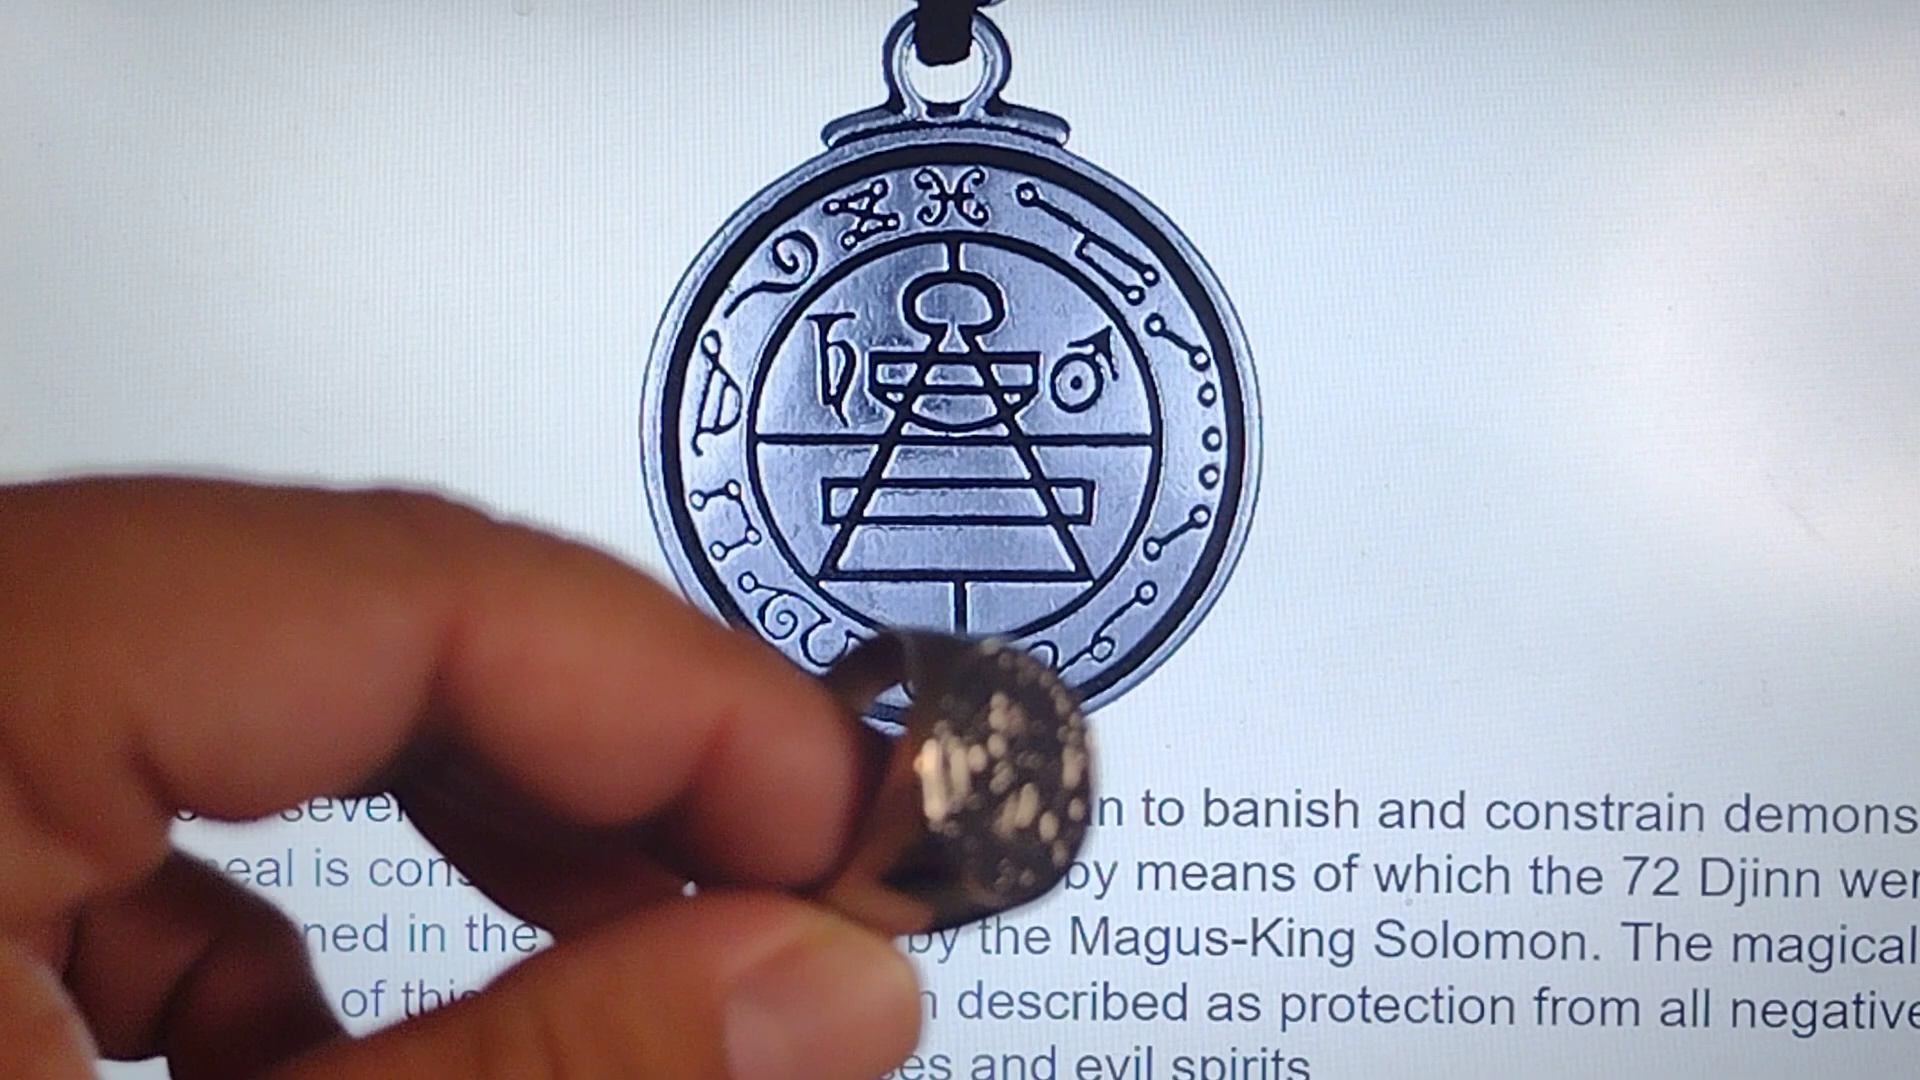 n to banish and constrain demons
eal is con by means of which the 72 Djinn wer
ned in the by the Magus-King Solomon. The magical
of this described as protection from all negative
es and evil spirits